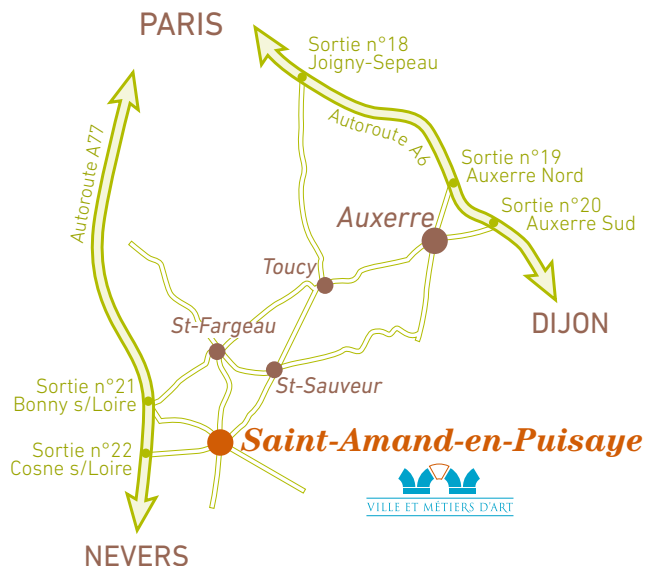 PARIS
Sortie n°18
Joigny-Sepeau
Autoroute A77
Autoroute A6
Sortie n°19
Auxerre Nord
Sortie n°20
Auxerre Sud
Auxerre
Toucy
DIJON
St-Fargeau
St-Sauveur
Sortie n°21
Bonny s/Loire
Saint-Amand-en-Puisaye
Sortie n°22
Cosne s/Loire
VILLE ET MÉTIERS D'ART
NEVERS